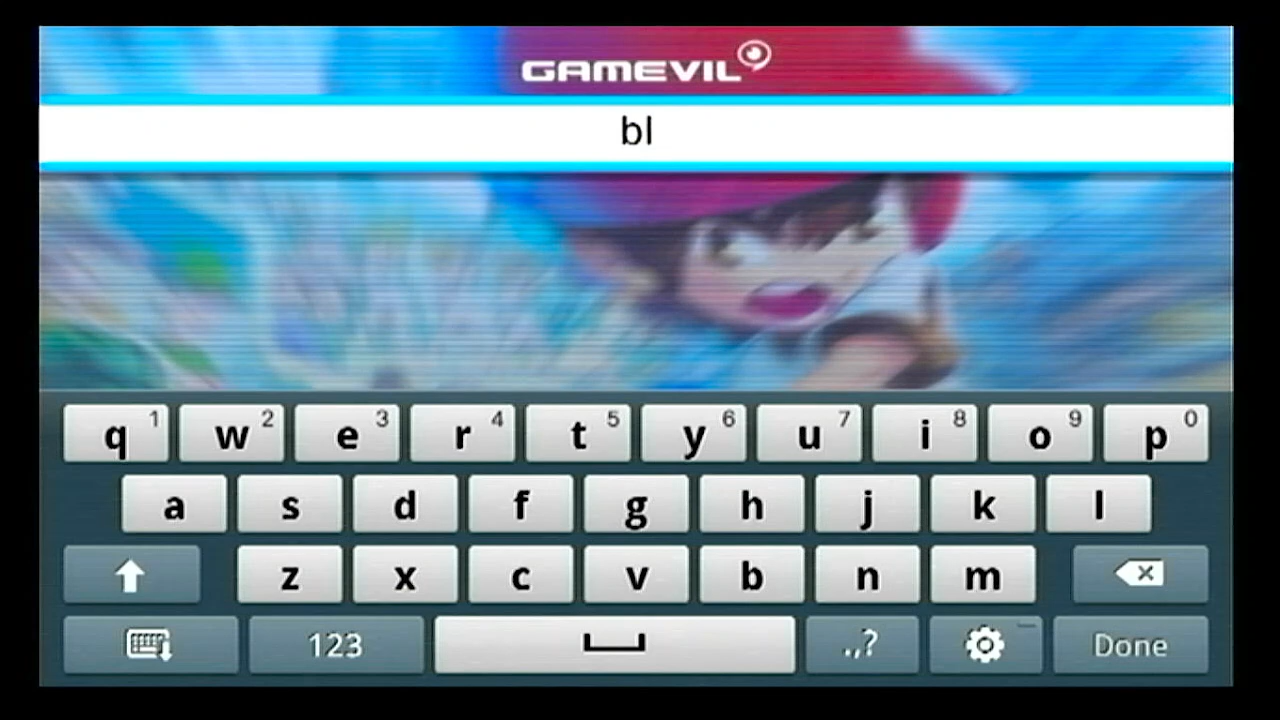 GAMEVIL
bl
q 1 w 2 e 3 r 4 t 5 y 6 u 7 i 8 o 9 p 0
a s d f g h j k l
z x c v b n m
123 .,? Done